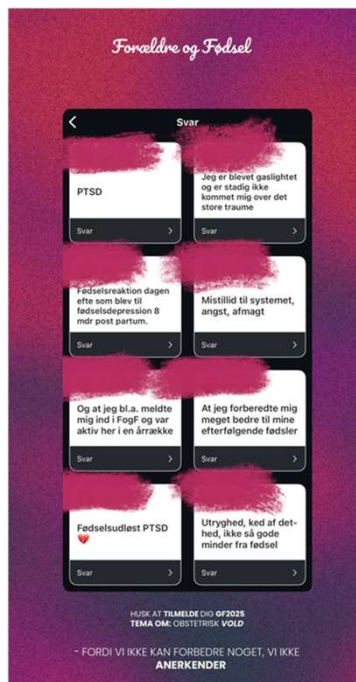 Forældre og Fødsel
Svar
PTSD
Svar
Jeg er blevet gaslightet
og er stadig ikke
kommet mig over det
store traume
Svar
Fødselsreaktion dagen
efte som blev til
fødselsdepression 8
mdr post partum.
Svar
Mistillid til systemet,
angst, afmagt
Svar
Og at jeg bl.a. meldte
mig ind i FogF og var
aktiv her i en årrække
Svar
At jeg forberedte mig
meget bedre til mine
efterfølgende fødsler
Svar
Fødselsudløst PTSD
💔
Svar
Utryghed, ked af det-
hed, ikke så gode
minder fra fødsel
Svar
HUSK AT TILMELDE DIG GF2025
TEMA OM: OBSTETRISK VOLD
- FORDI VI IKKE KAN FORBEDRE NOGET, VI IKKE
ANERKENDER